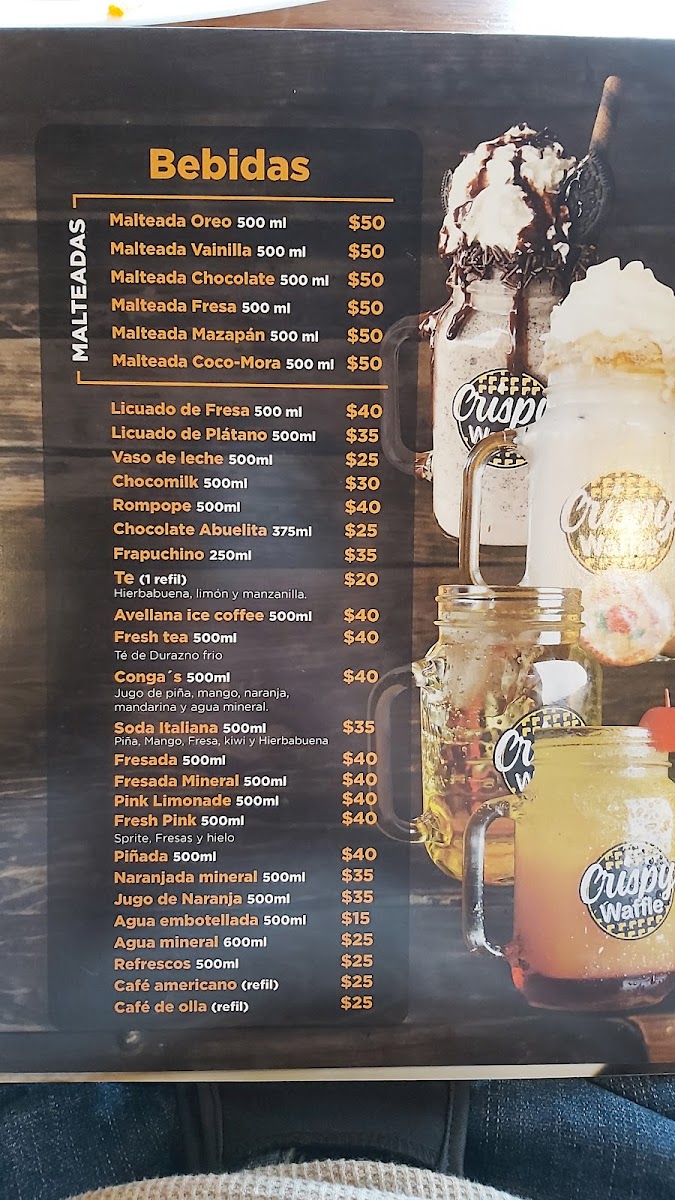 Bebidas
MALTEADAS
Malteada Oreo 500 ml $50
Malteada Vainilla 500 ml $50
Malteada Chocolate 500 ml $50
Malteada Fresa 500 ml $50
Malteada Mazapán 500 ml $50
Malteada Coco-Mora 500 ml $50
Licuado de Fresa 500 ml $40
Licuado de Plátano 500ml $35
Vaso de leche 500ml $25
Chocomilk 500ml $30
Rompope 500ml $40
Chocolate Abuelita 375ml $25
Frapuchino 250ml $35
Te (1 refil) $20
Hierbabuena, limón y manzanilla.
Avellana ice coffee 500ml $40
Fresh tea 500ml $40
Té de Durazno frio
Conga´s 500ml $40
Jugo de piña, mango, naranja,
mandarina y agua mineral.
Soda Italiana 500ml $35
Piña, Mango, Fresa, kiwi y Hierbabuena
Fresada 500ml $40
Fresada Mineral 500ml $40
Pink Limonade 500ml $40
Fresh Pink 500ml $40
Sprite, Fresas y hielo
Piñada 500ml $40
Naranjada mineral 500ml $35
Jugo de Naranja 500ml $35
Agua embotellada 500ml $15
Agua mineral 600ml $25
Refrescos 500ml $25
Café americano (refil) $25
Café de olla (refil) $25
Crispy
Waffle
Crispy
Waffle